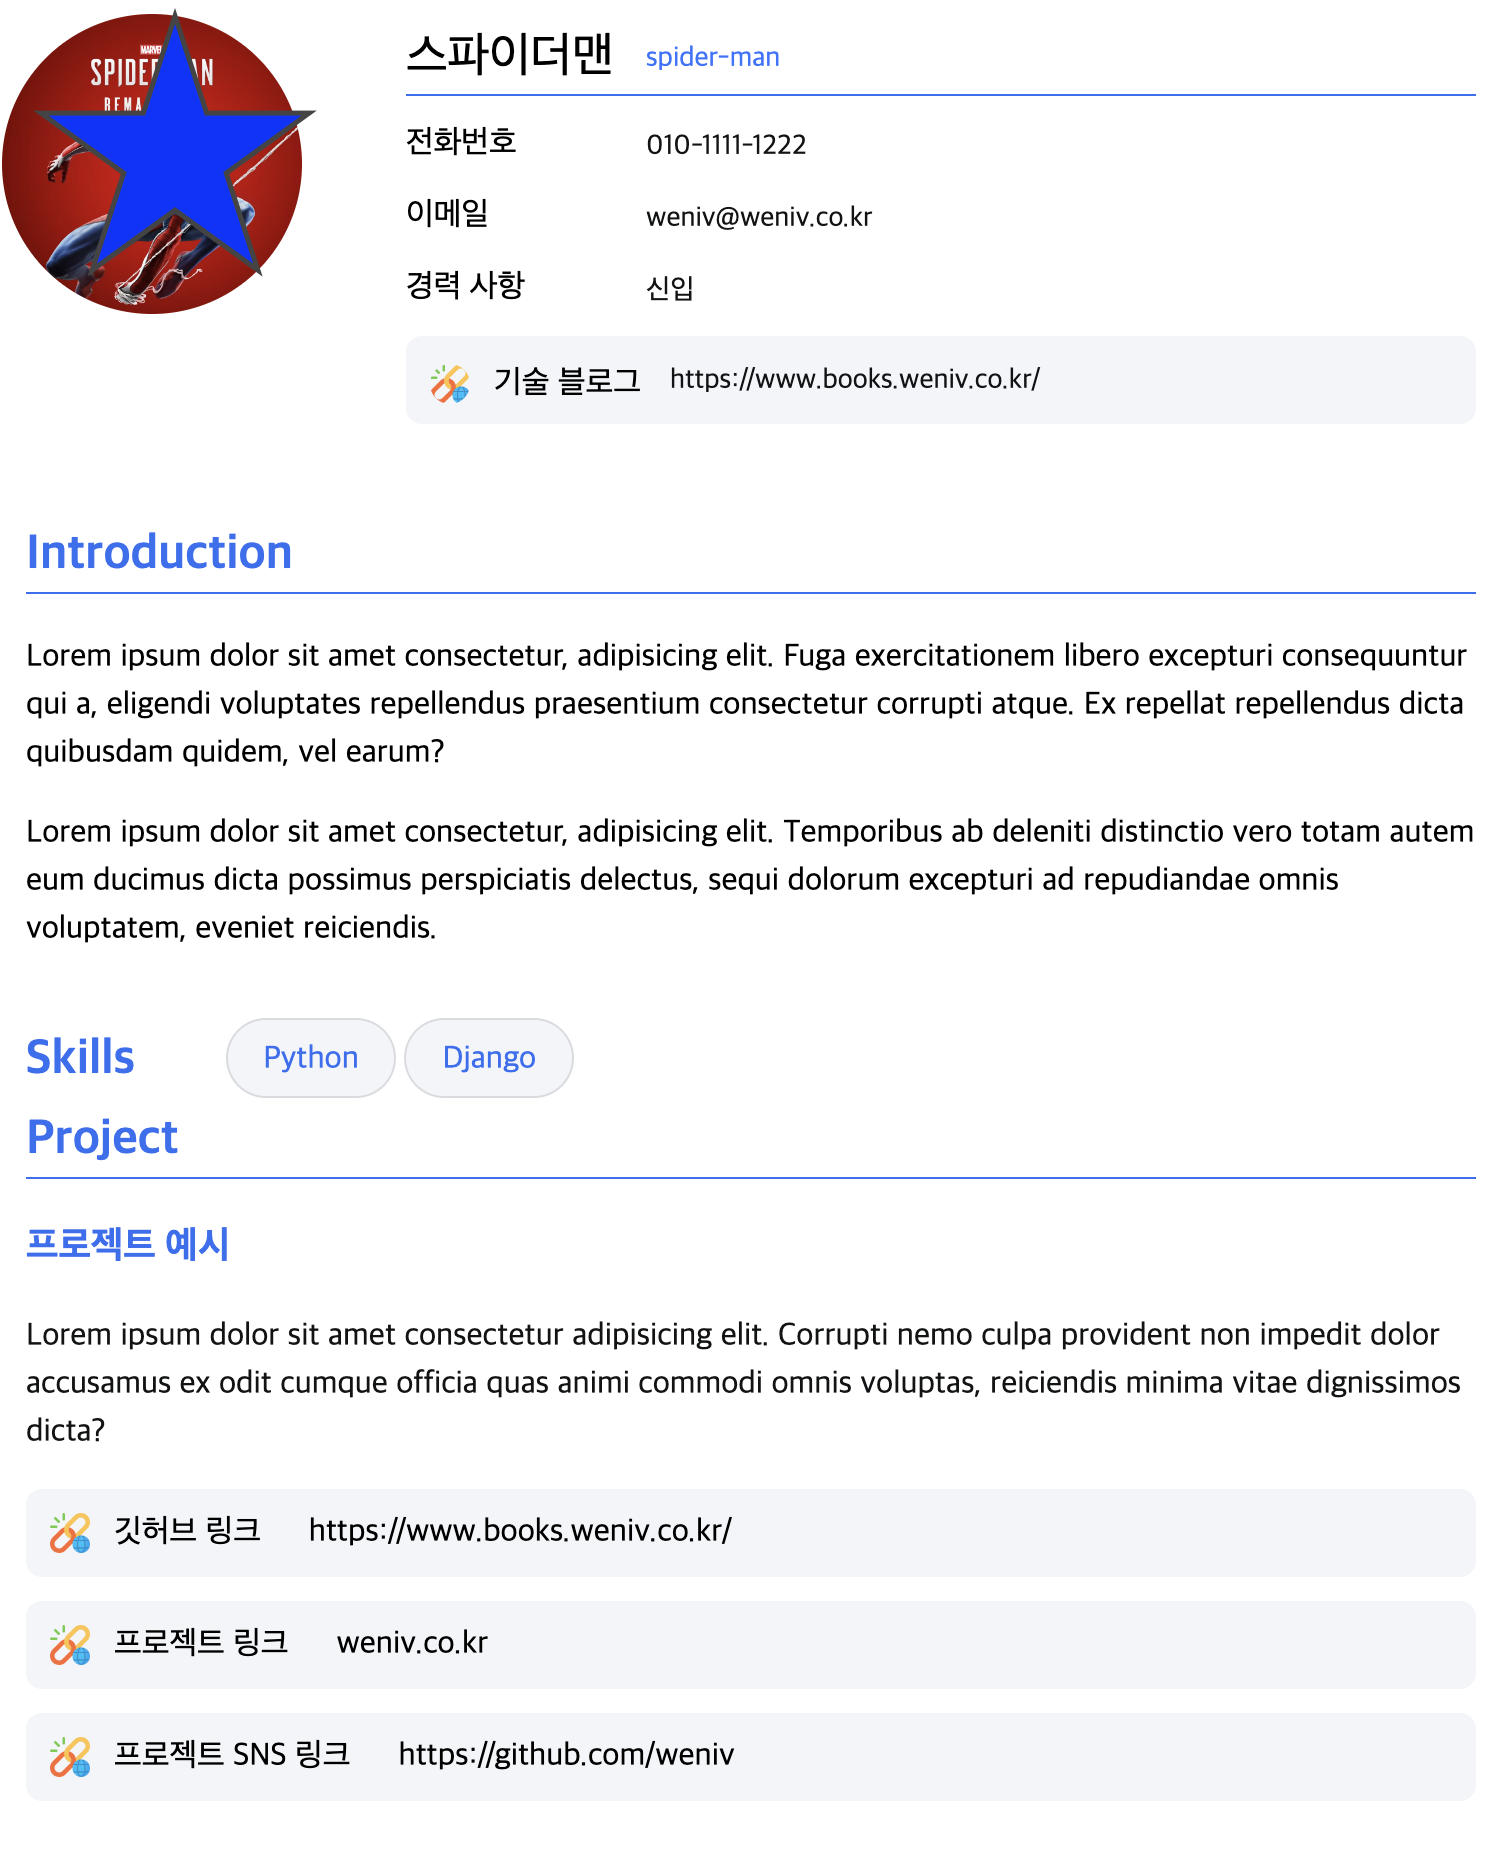 MARVEL
스파이더맨 spider-man
전화번호 010-1111-1222
이메일 weniv@weniv.co.kr
경력 사항 신입
기술 블로그 https://www.books.weniv.co.kr/
Introduction
Lorem ipsum dolor sit amet consectetur, adipisicing elit. Fuga exercitationem libero excepturi consequuntur
qui a, eligendi voluptates repellendus praesentium consectetur corrupti atque. Ex repellat repellendus dicta
quibusdam quidem, vel earum?
Lorem ipsum dolor sit amet consectetur, adipisicing elit. Temporibus ab deleniti distinctio vero totam autem
eum ducimus dicta possimus perspiciatis delectus, sequi dolorum excepturi ad repudiandae omnis
voluptatem, eveniet reiciendis.
Skills Python Django
Project
프로젝트 예시
Lorem ipsum dolor sit amet consectetur adipisicing elit. Corrupti nemo culpa provident non impedit dolor
accusamus ex odit cumque officia quas animi commodi omnis voluptas, reiciendis minima vitae dignissimos
dicta?
깃허브 링크 https://www.books.weniv.co.kr/
프로젝트 링크 weniv.co.kr
프로젝트 SNS 링크 https://github.com/weniv